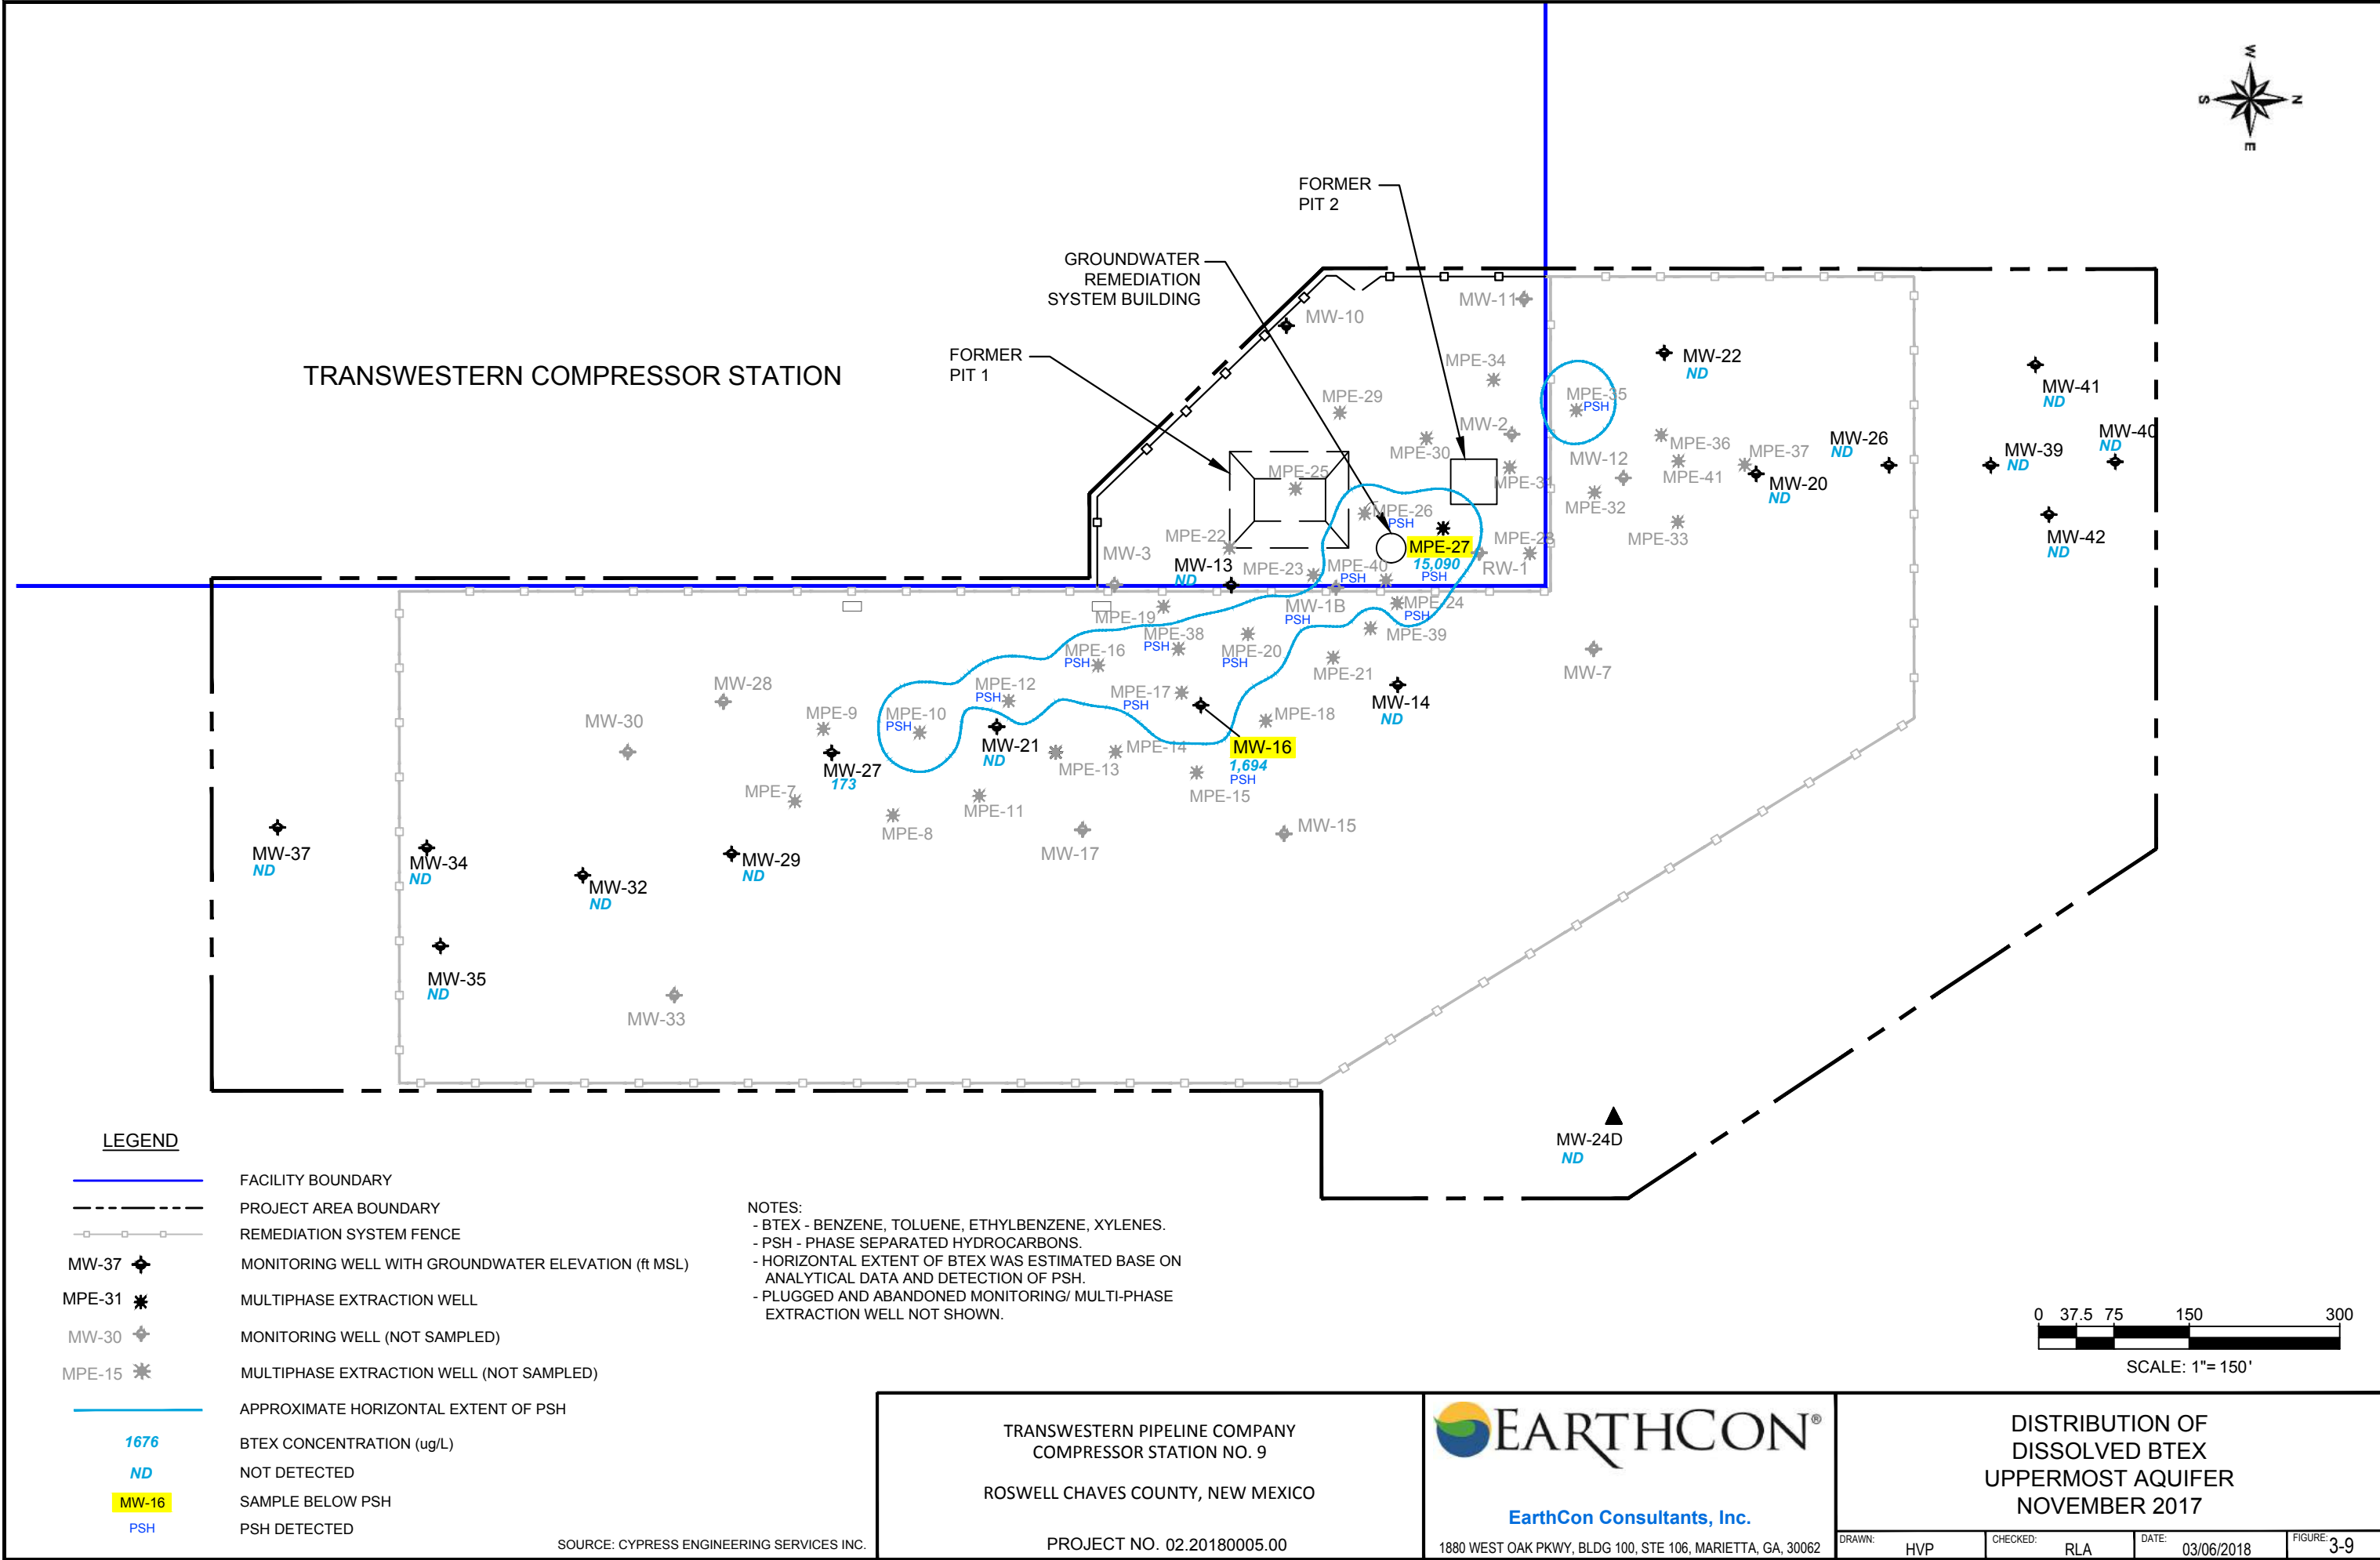 W
S
N
E
FORMER
PIT 2
GROUNDWATER
REMEDIATION
SYSTEM BUILDING
FORMER
PIT 1
TRANSWESTERN COMPRESSOR STATION
MW-11
MW-10
MPE-34
MW-22
ND
MW-41
ND
MPE-29
MPE-35
PSH
MW-2
MPE-30
MPE-36
MPE-37
MW-26
ND
MW-40
ND
MW-39
ND
MW-12
MPE-41
MW-20
ND
MPE-25
MPE-31
MPE-32
MPE-26
PSH
MPE-33
MW-42
ND
MPE-22
MW-3
MW-13
ND
MPE-23
MPE-40
PSH
MPE-27
15,090
PSH
MPE-28
RW-1
MPE-19
MW-1B
PSH
MPE-24
PSH
MPE-38
PSH
MPE-39
MPE-16
PSH
MPE-20
PSH
MPE-21
MW-7
MW-28
MPE-12
PSH
MPE-17
PSH
MW-14
ND
MW-30
MPE-9
MPE-10
PSH
MPE-18
MW-21
ND
MPE-14
MW-16
1,694
PSH
MW-27
173
MPE-13
MPE-7
MPE-15
MPE-11
MPE-8
MW-15
MW-17
MW-37
ND
MW-34
ND
MW-29
ND
MW-32
ND
MW-35
ND
MW-33
MW-24D
ND
LEGEND
FACILITY BOUNDARY
PROJECT AREA BOUNDARY
REMEDIATION SYSTEM FENCE
MW-37 MONITORING WELL WITH GROUNDWATER ELEVATION (ft MSL)
MPE-31 MULTIPHASE EXTRACTION WELL
MW-30 MONITORING WELL (NOT SAMPLED)
MPE-15 MULTIPHASE EXTRACTION WELL (NOT SAMPLED)
APPROXIMATE HORIZONTAL EXTENT OF PSH
1676 BTEX CONCENTRATION (ug/L)
ND NOT DETECTED
MW-16 SAMPLE BELOW PSH
PSH PSH DETECTED
NOTES:
- BTEX - BENZENE, TOLUENE, ETHYLBENZENE, XYLENES.
- PSH - PHASE SEPARATED HYDROCARBONS.
- HORIZONTAL EXTENT OF BTEX WAS ESTIMATED BASE ON
ANALYTICAL DATA AND DETECTION OF PSH.
- PLUGGED AND ABANDONED MONITORING/ MULTI-PHASE
EXTRACTION WELL NOT SHOWN.
0 37.5 75 150 300
SCALE: 1"= 150'
SOURCE: CYPRESS ENGINEERING SERVICES INC.
TRANSWESTERN PIPELINE COMPANY
COMPRESSOR STATION NO. 9
ROSWELL CHAVES COUNTY, NEW MEXICO
PROJECT NO. 02.20180005.00
EARTHCON®
EarthCon Consultants, Inc.
1880 WEST OAK PKWY, BLDG 100, STE 106, MARIETTA, GA, 30062
DISTRIBUTION OF
DISSOLVED BTEX
UPPERMOST AQUIFER
NOVEMBER 2017
DRAWN: HVP
CHECKED: RLA
DATE: 03/06/2018
FIGURE: 3-9